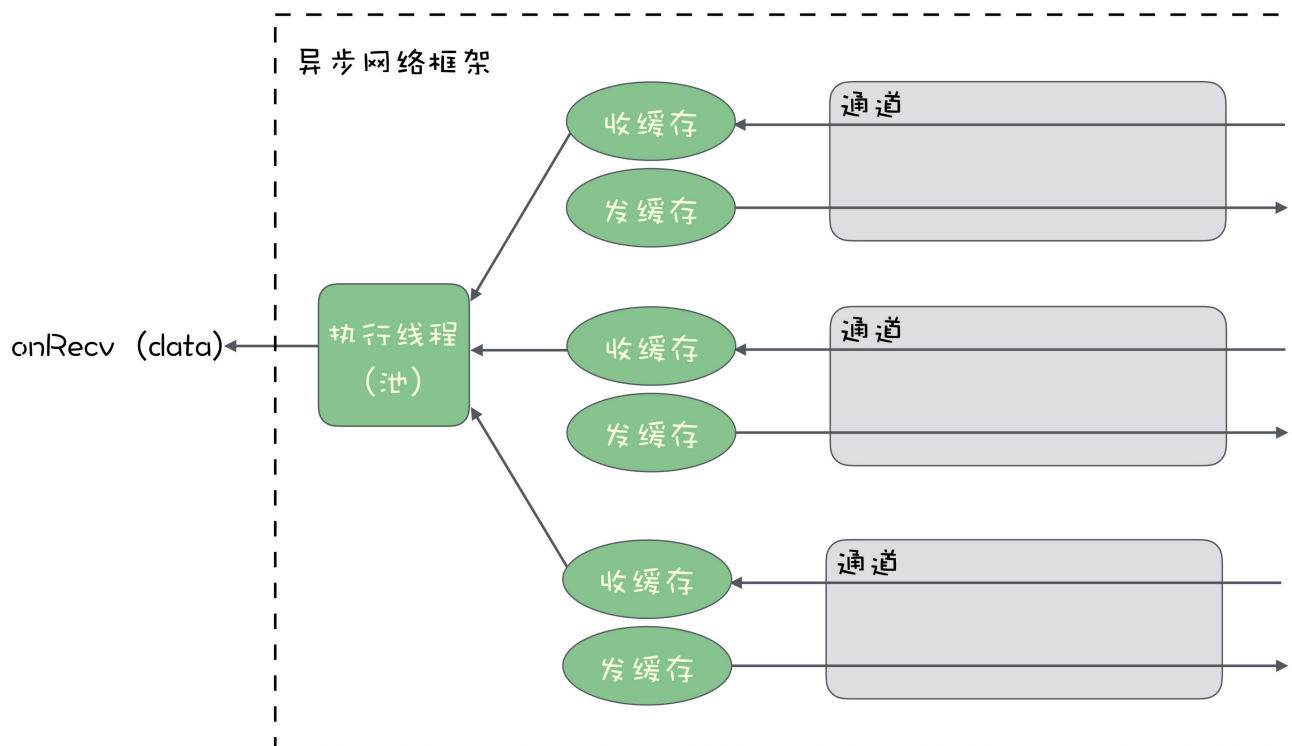 异步网络框架
收缓存
通道
发缓存
onRecv (data)
执行线程
(池)
收缓存
通道
发缓存
收缓存
通道
发缓存